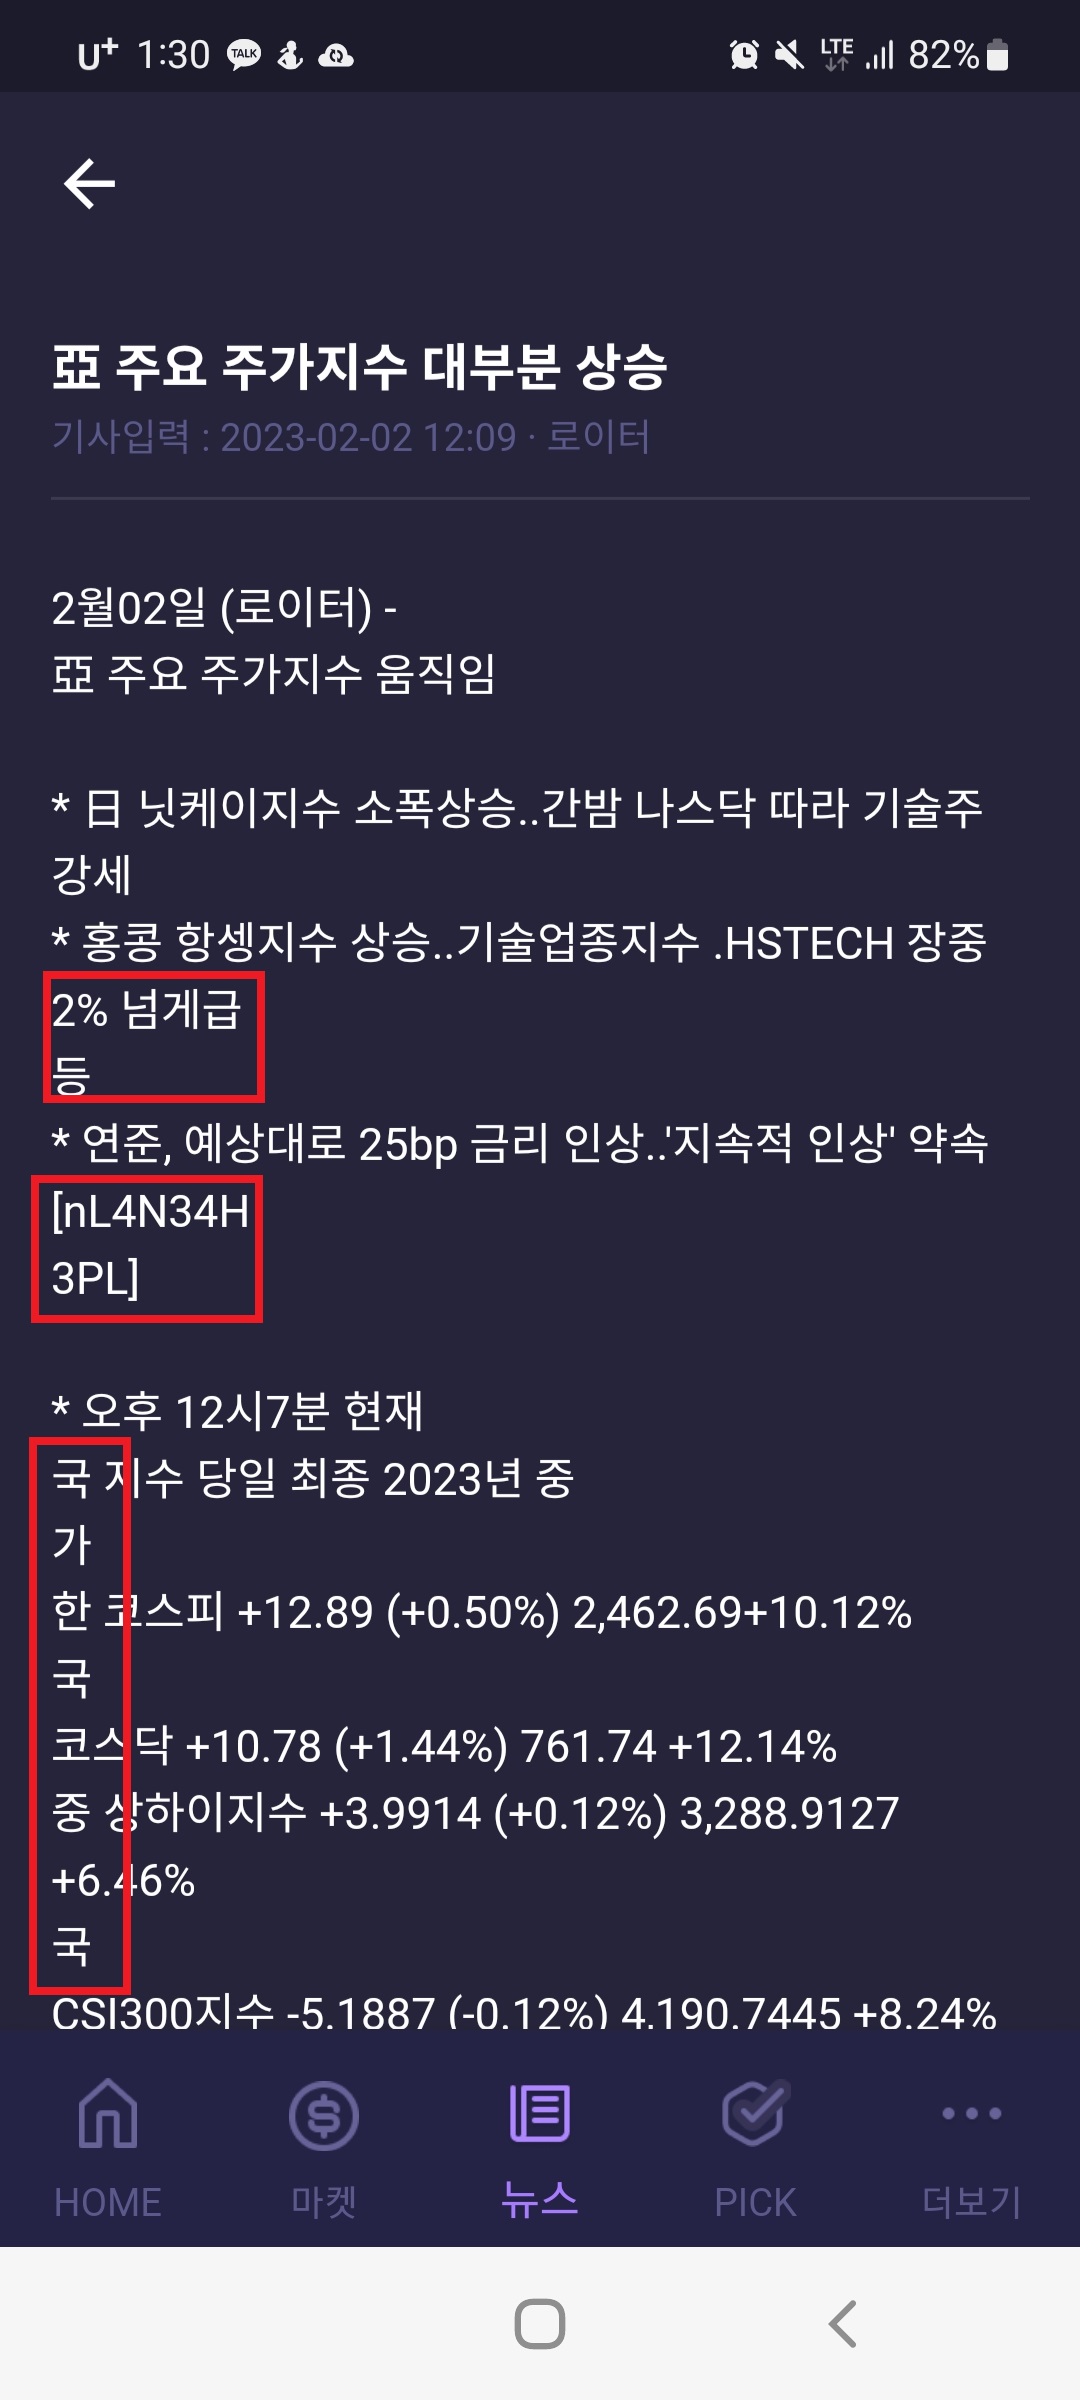 U+ 1:30 TALK LTE 82%
亞 주요 주가지수 대부분 상승
기사입력 : 2023-02-02 12:09 · 로이터
2월02일 (로이터) -
亞 주요 주가지수 움직임
* 日 닛케이지수 소폭상승..간밤 나스닥 따라 기술주
강세
* 홍콩 항셍지수 상승..기술업종지수 .HSTECH 장중
2% 넘게급
등
* 연준, 예상대로 25bp 금리 인상..'지속적 인상' 약속
[nL4N34H
3PL]
* 오후 12시7분 현재
국 지수 당일 최종 2023년 중
가
한 코스피 +12.89 (+0.50%) 2,462.69+10.12%
국
코스닥 +10.78 (+1.44%) 761.74 +12.14%
중 상하이지수 +3.9914 (+0.12%) 3,288.9127
+6.46%
국
CSI300지수 -5.1887 (-0.12%) 4,190.7445 +8.24%
HOME 마켓 뉴스 PICK 더보기